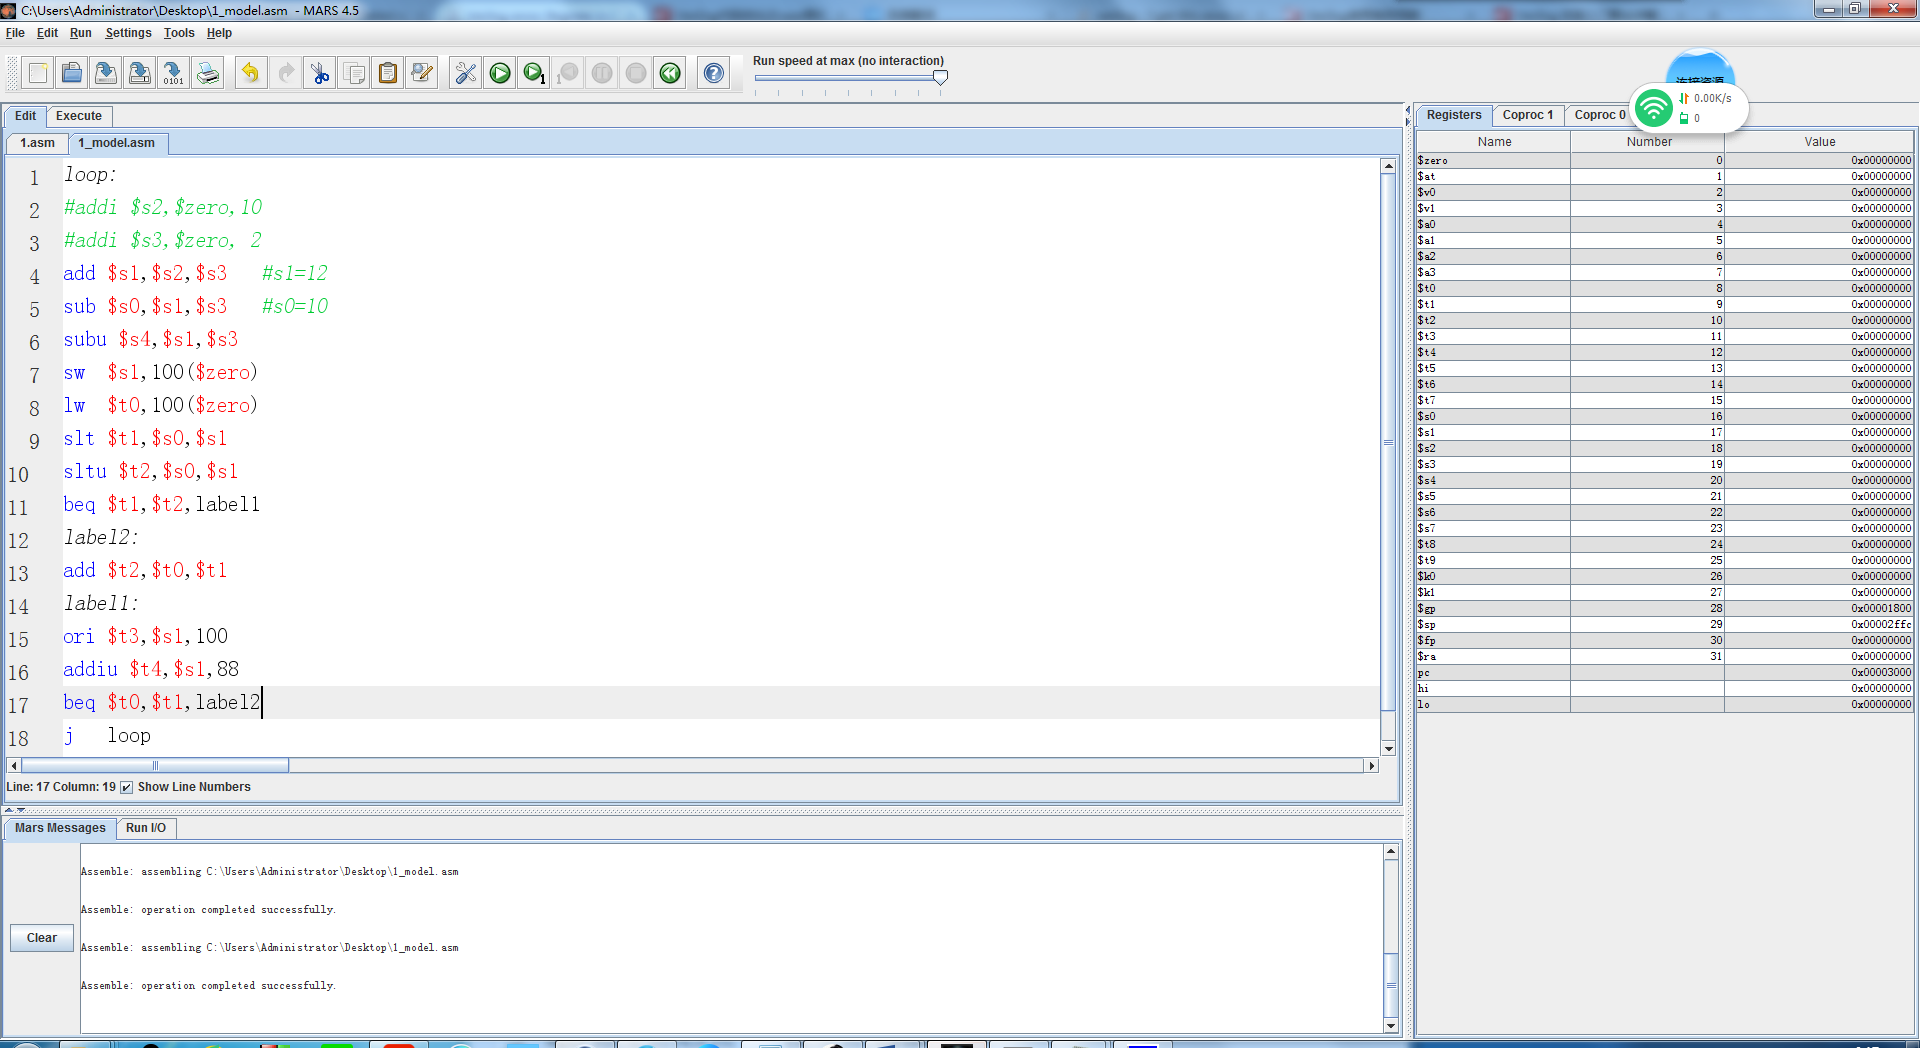 C:\Users\Administrator\Desktop\1_model.asm - MARS 4.5
File Edit Run Settings Tools Help
Run speed at max (no interaction)
连接资源
0.00K/s
0
Edit Execute
1.asm 1_model.asm
1 loop:
2 #addi $s2,$zero,10
3 #addi $s3,$zero, 2
4 add $s1,$s2,$s3 #s1=12
5 sub $s0,$s1,$s3 #s0=10
6 subu $s4,$s1,$s3
7 sw $s1,100($zero)
8 lw $t0,100($zero)
9 slt $t1,$s0,$s1
10 sltu $t2,$s0,$s1
11 beq $t1,$t2,label1
12 label2:
13 add $t2,$t0,$t1
14 label1:
15 ori $t3,$s1,100
16 addiu $t4,$s1,88
17 beq $t0,$t1,label2
18 j loop
Line: 17 Column: 19 Show Line Numbers
Mars Messages Run I/O
Assemble: assembling C:\Users\Administrator\Desktop\1_model.asm
Assemble: operation completed successfully.
Clear
Assemble: assembling C:\Users\Administrator\Desktop\1_model.asm
Assemble: operation completed successfully.
Registers Coproc 1 Coproc 0
Name Number Value
$zero 0 0x00000000
$at 1 0x00000000
$v0 2 0x00000000
$v1 3 0x00000000
$a0 4 0x00000000
$a1 5 0x00000000
$a2 6 0x00000000
$a3 7 0x00000000
$t0 8 0x00000000
$t1 9 0x00000000
$t2 10 0x00000000
$t3 11 0x00000000
$t4 12 0x00000000
$t5 13 0x00000000
$t6 14 0x00000000
$t7 15 0x00000000
$s0 16 0x00000000
$s1 17 0x00000000
$s2 18 0x00000000
$s3 19 0x00000000
$s4 20 0x00000000
$s5 21 0x00000000
$s6 22 0x00000000
$s7 23 0x00000000
$t8 24 0x00000000
$t9 25 0x00000000
$k0 26 0x00000000
$k1 27 0x00000000
$gp 28 0x00001800
$sp 29 0x00002ffc
$fp 30 0x00000000
$ra 31 0x00000000
pc 0x00003000
hi 0x00000000
lo 0x00000000